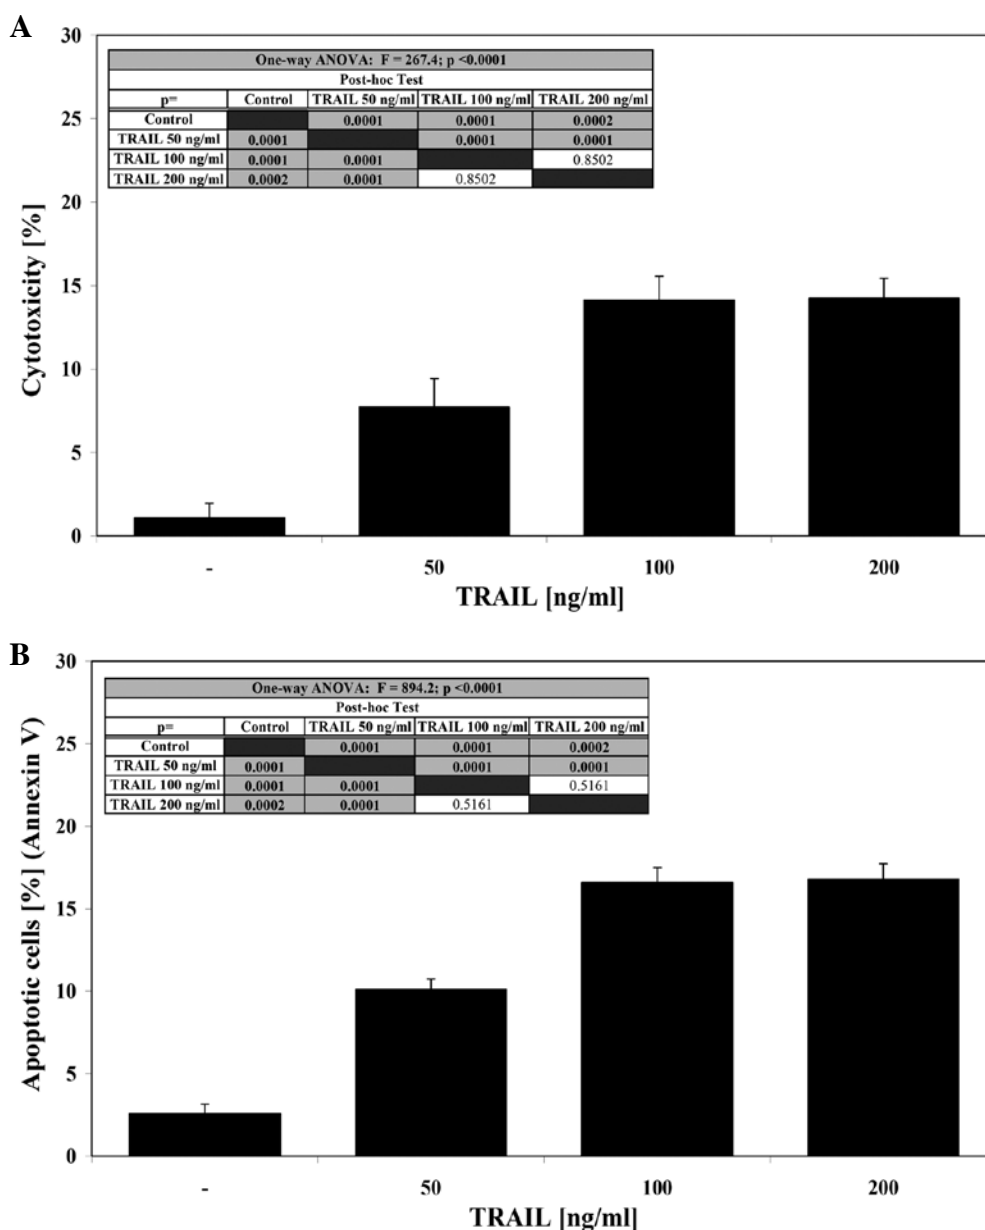 A
30
25
20
15
10
5
0
Cytotoxicity [%]
One-way ANOVA: F = 267.4; p <0.0001
Post-hoc Test
p= Control TRAIL 50 ng/ml TRAIL 100 ng/ml TRAIL 200 ng/ml
Control 0.0001 0.0001 0.0002
TRAIL 50 ng/ml 0.0001 0.0001 0.0001
TRAIL 100 ng/ml 0.0001 0.0001 0.8502
TRAIL 200 ng/ml 0.0002 0.0001 0.8502
- 50 100 200
TRAIL [ng/ml]
B
30
25
20
15
10
5
0
Apoptotic cells [%] (Annexin V)
One-way ANOVA: F = 894.2; p <0.0001
Post-hoc Test
p= Control TRAIL 50 ng/ml TRAIL 100 ng/ml TRAIL 200 ng/ml
Control 0.0001 0.0001 0.0002
TRAIL 50 ng/ml 0.0001 0.0001 0.0001
TRAIL 100 ng/ml 0.0001 0.0001 0.5161
TRAIL 200 ng/ml 0.0002 0.0001 0.5161
- 50 100 200
TRAIL [ng/ml]